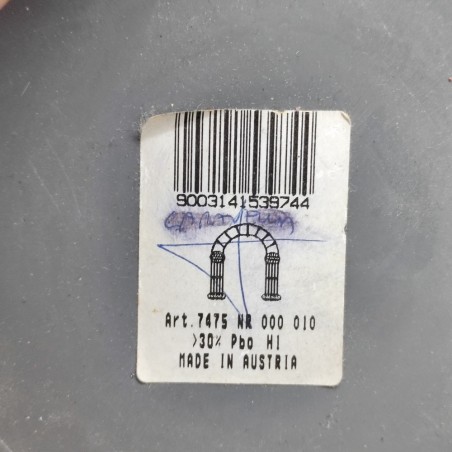 9003141539744
Art.7475 NR 000 010
>30% Pbo H1
MADE IN AUSTRIA